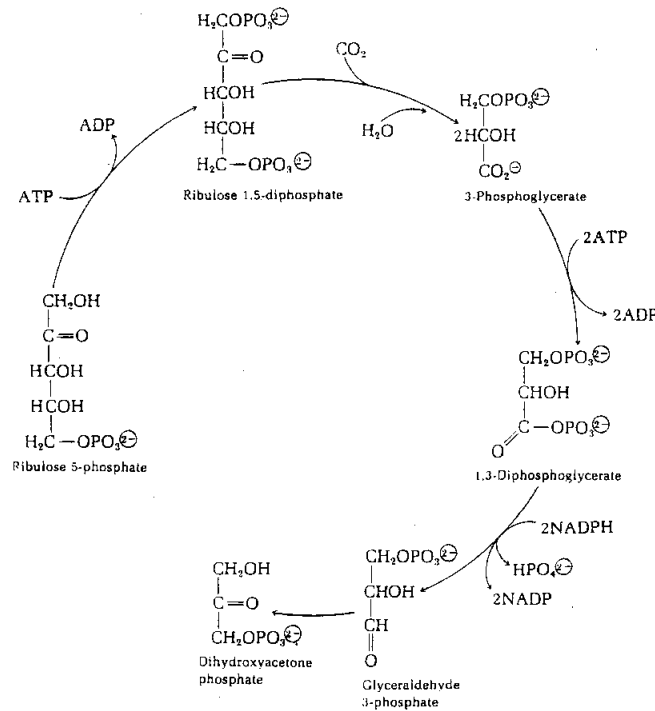 H₂COPO₃²⁻
C=O
HCOH
HCOH
H₂C—OPO₃²⁻
Ribulose 1,5-diphosphate
CO₂
H₂O
H₂COPO₃²⁻
2HCOH
CO₂⁻
3-Phosphoglycerate
ADP
ATP
2ATP
2ADP
CH₂OH
C=O
HCOH
HCOH
H₂C—OPO₃²⁻
Ribulose 5-phosphate
CH₂OPO₃²⁻
CHOH
C—OPO₃²⁻
O
1,3-Diphosphoglycerate
2NADPH
HPO₄²⁻
2NADP
CH₂OPO₃²⁻
CHOH
CH
O
Glyceraldehyde
3-phosphate
CH₂OH
C=O
CH₂OPO₃²⁻
Dihydroxyacetone
phosphate